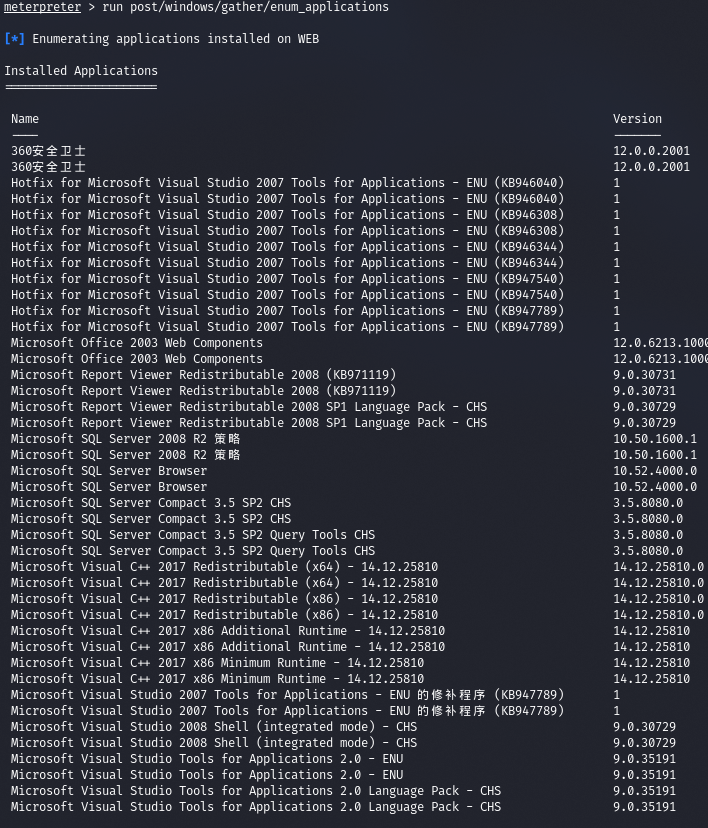 meterpreter > run post/windows/gather/enum_applications
[*] Enumerating applications installed on WEB
Installed Applications
======================
Name Version
---- -------
360安全卫士 12.0.0.2001
360安全卫士 12.0.0.2001
Hotfix for Microsoft Visual Studio 2007 Tools for Applications - ENU (KB946040) 1
Hotfix for Microsoft Visual Studio 2007 Tools for Applications - ENU (KB946040) 1
Hotfix for Microsoft Visual Studio 2007 Tools for Applications - ENU (KB946308) 1
Hotfix for Microsoft Visual Studio 2007 Tools for Applications - ENU (KB946308) 1
Hotfix for Microsoft Visual Studio 2007 Tools for Applications - ENU (KB946344) 1
Hotfix for Microsoft Visual Studio 2007 Tools for Applications - ENU (KB946344) 1
Hotfix for Microsoft Visual Studio 2007 Tools for Applications - ENU (KB947540) 1
Hotfix for Microsoft Visual Studio 2007 Tools for Applications - ENU (KB947540) 1
Hotfix for Microsoft Visual Studio 2007 Tools for Applications - ENU (KB947789) 1
Hotfix for Microsoft Visual Studio 2007 Tools for Applications - ENU (KB947789) 1
Microsoft Office 2003 Web Components 12.0.6213.1000
Microsoft Office 2003 Web Components 12.0.6213.1000
Microsoft Report Viewer Redistributable 2008 (KB971119) 9.0.30731
Microsoft Report Viewer Redistributable 2008 (KB971119) 9.0.30731
Microsoft Report Viewer Redistributable 2008 SP1 Language Pack - CHS 9.0.30729
Microsoft Report Viewer Redistributable 2008 SP1 Language Pack - CHS 9.0.30729
Microsoft SQL Server 2008 R2 策略 10.50.1600.1
Microsoft SQL Server 2008 R2 策略 10.50.1600.1
Microsoft SQL Server Browser 10.52.4000.0
Microsoft SQL Server Browser 10.52.4000.0
Microsoft SQL Server Compact 3.5 SP2 CHS 3.5.8080.0
Microsoft SQL Server Compact 3.5 SP2 CHS 3.5.8080.0
Microsoft SQL Server Compact 3.5 SP2 Query Tools CHS 3.5.8080.0
Microsoft SQL Server Compact 3.5 SP2 Query Tools CHS 3.5.8080.0
Microsoft Visual C++ 2017 Redistributable (x64) - 14.12.25810 14.12.25810.0
Microsoft Visual C++ 2017 Redistributable (x64) - 14.12.25810 14.12.25810.0
Microsoft Visual C++ 2017 Redistributable (x86) - 14.12.25810 14.12.25810.0
Microsoft Visual C++ 2017 Redistributable (x86) - 14.12.25810 14.12.25810.0
Microsoft Visual C++ 2017 x86 Additional Runtime - 14.12.25810 14.12.25810
Microsoft Visual C++ 2017 x86 Additional Runtime - 14.12.25810 14.12.25810
Microsoft Visual C++ 2017 x86 Minimum Runtime - 14.12.25810 14.12.25810
Microsoft Visual C++ 2017 x86 Minimum Runtime - 14.12.25810 14.12.25810
Microsoft Visual Studio 2007 Tools for Applications - ENU 的修补程序 (KB947789) 1
Microsoft Visual Studio 2007 Tools for Applications - ENU 的修补程序 (KB947789) 1
Microsoft Visual Studio 2008 Shell (integrated mode) - CHS 9.0.30729
Microsoft Visual Studio 2008 Shell (integrated mode) - CHS 9.0.30729
Microsoft Visual Studio Tools for Applications 2.0 - ENU 9.0.35191
Microsoft Visual Studio Tools for Applications 2.0 - ENU 9.0.35191
Microsoft Visual Studio Tools for Applications 2.0 Language Pack - CHS 9.0.35191
Microsoft Visual Studio Tools for Applications 2.0 Language Pack - CHS 9.0.35191